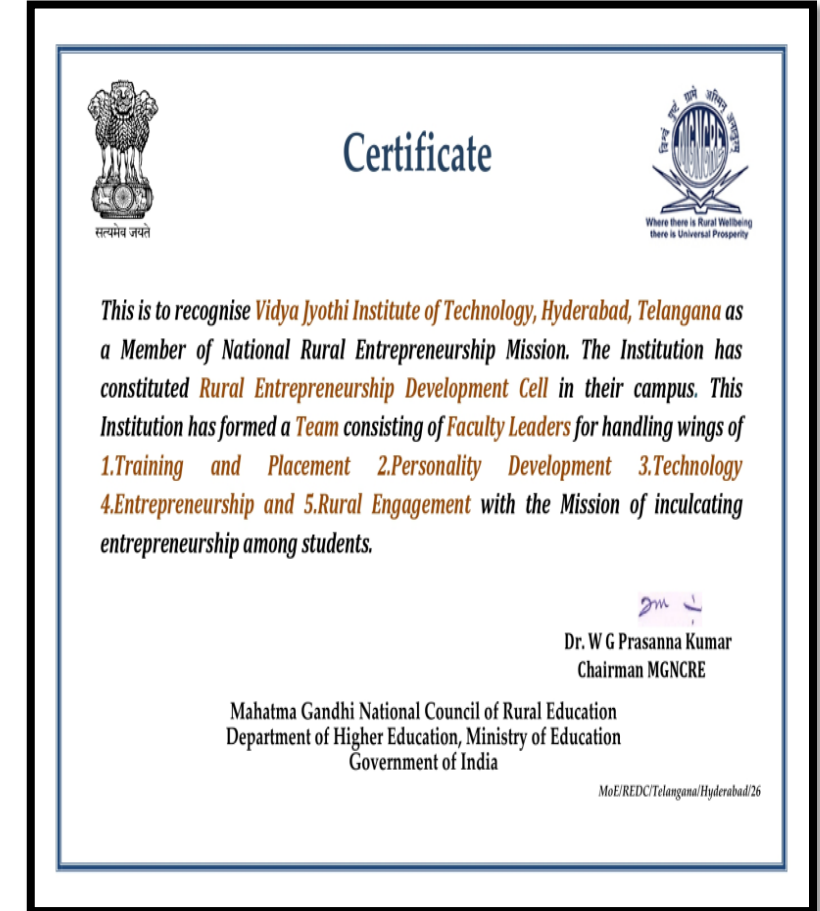 सत्यमेव जयते
Certificate
MGNCRE
Where there is Rural Wellbeing
there is Universal Prosperity
This is to recognise Vidya Jyothi Institute of Technology, Hyderabad, Telangana as
a Member of National Rural Entrepreneurship Mission. The Institution has
constituted Rural Entrepreneurship Development Cell in their campus. This
Institution has formed a Team consisting of Faculty Leaders for handling wings of
1.Training and Placement 2.Personality Development 3.Technology
4.Entrepreneurship and 5.Rural Engagement with the Mission of inculcating
entrepreneurship among students.
Dr. W G Prasanna Kumar
Chairman MGNCRE
Mahatma Gandhi National Council of Rural Education
Department of Higher Education, Ministry of Education
Government of India
MoE/REDC/Telangana/Hyderabad/26